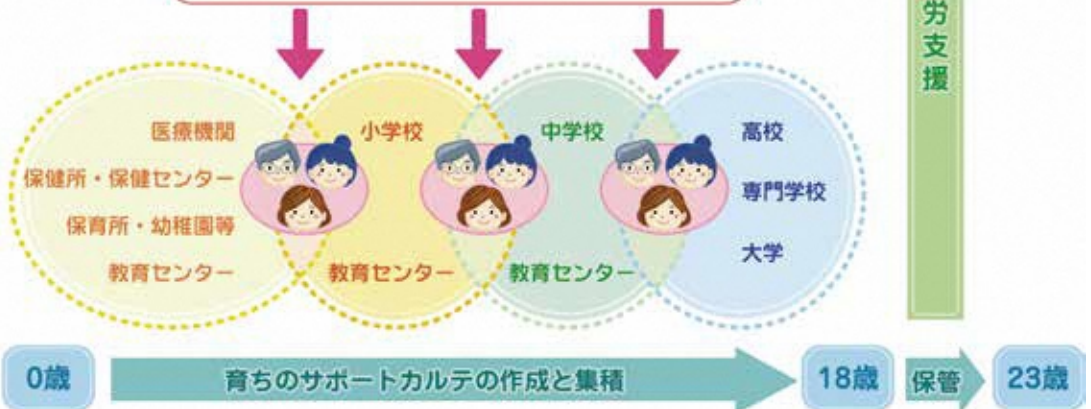 労支援
医療機関
保健所・保健センター
保育所・幼稚園等
教育センター
小学校
教育センター
中学校
教育センター
高校
専門学校
大学
0歳
育ちのサポートカルテの作成と集積
18歳
保管
23歳